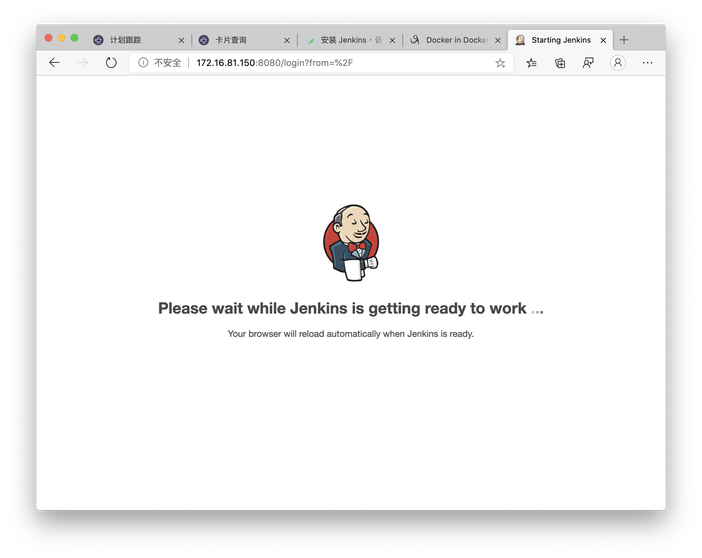 计划跟踪
卡片查询
安装 Jenkins · 语
Docker in Docke
Starting Jenkins
不安全
172.16.81.150:8080/login?from=%2F
Please wait while Jenkins is getting ready to work ...
Your browser will reload automatically when Jenkins is ready.